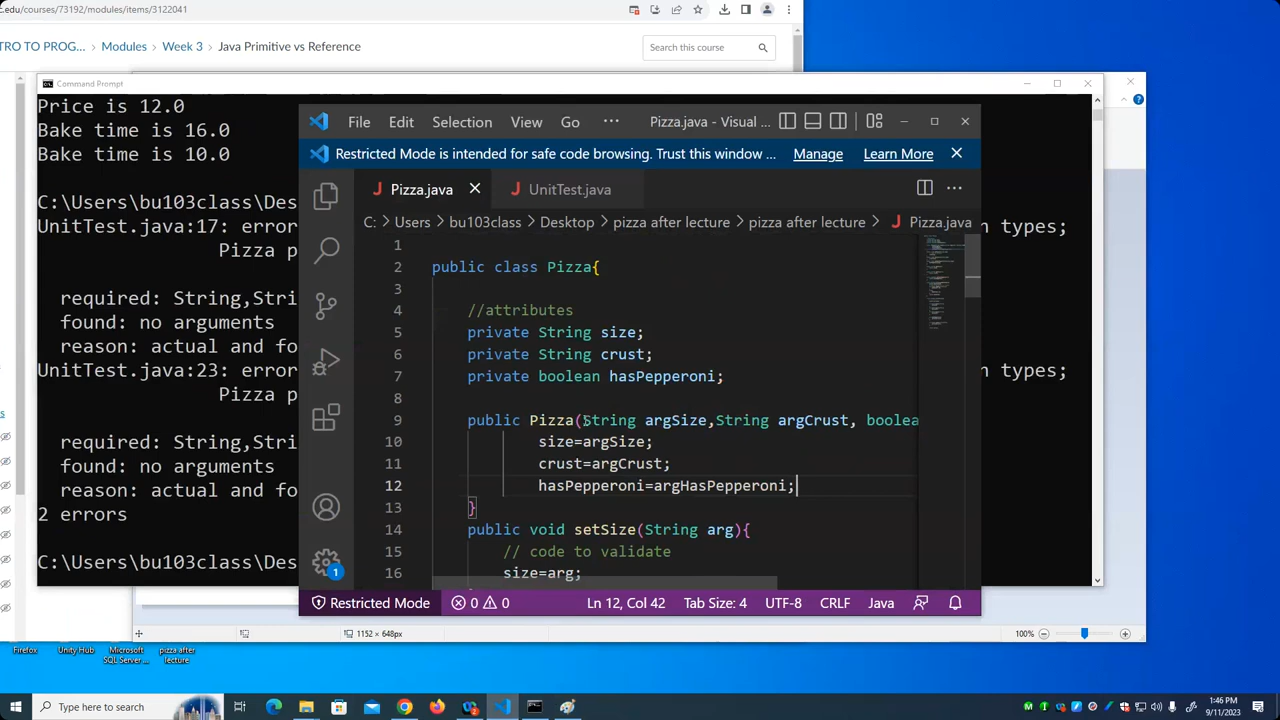 c.edu/courses/73192/modules/items/3122041
TRO TO PROG... > Modules > Week 3 > Java Primitive vs Reference
Search this course
Command Prompt
Price is 12.0
Bake time is 16.0
Bake time is 10.0
C:\Users\bu103class\Des
UnitTest.java:17: erro
n types;
Pizza p
required: String,Stri
found: no arguments
reason: actual and fo
UnitTest.java:23: erro
n types;
Pizza p
required: String,Stri
found: no arguments
reason: actual and fo
2 errors
C:\Users\bu103class\Des
File Edit Selection View Go ··· Pizza.java - Visual ...
Restricted Mode is intended for safe code browsing. Trust this window ... Manage Learn More
J Pizza.java J UnitTest.java
C: > Users > bu103class > Desktop > pizza after lecture > pizza after lecture > J Pizza.java
1
2 public class Pizza{
3
4 //attributes
5 private String size;
6 private String crust;
7 private boolean hasPepperoni;
8
9 public Pizza(String argSize,String argCrust, boolea
10 size=argSize;
11 crust=argCrust;
12 hasPepperoni=argHasPepperoni;
13 }
14 public void setSize(String arg){
15 // code to validate
16 size=arg;
1
Restricted Mode 0 0 Ln 12, Col 42 Tab Size: 4 UTF-8 CRLF Java
1152 × 648px
100%
Firefox
Unity Hub
Microsoft SQL Server ...
pizza after lecture
Type here to search
1:46 PM
9/11/2023